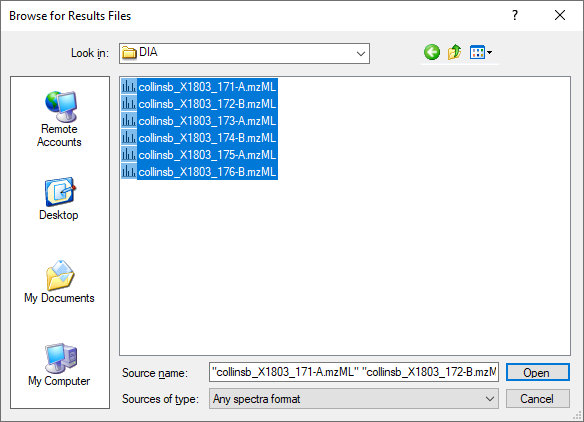 Browse for Results Files
Look in: DIA
collinsb_X1803_171-A.mzML
collinsb_X1803_172-B.mzML
collinsb_X1803_173-A.mzML
collinsb_X1803_174-B.mzML
collinsb_X1803_175-A.mzML
collinsb_X1803_176-B.mzML
Remote
Accounts
Desktop
My Documents
My Computer
Source name: "collinsb_X1803_171-A.mzML" "collinsb_X1803_172-B.mzM
Open
Sources of type: Any spectra format
Cancel